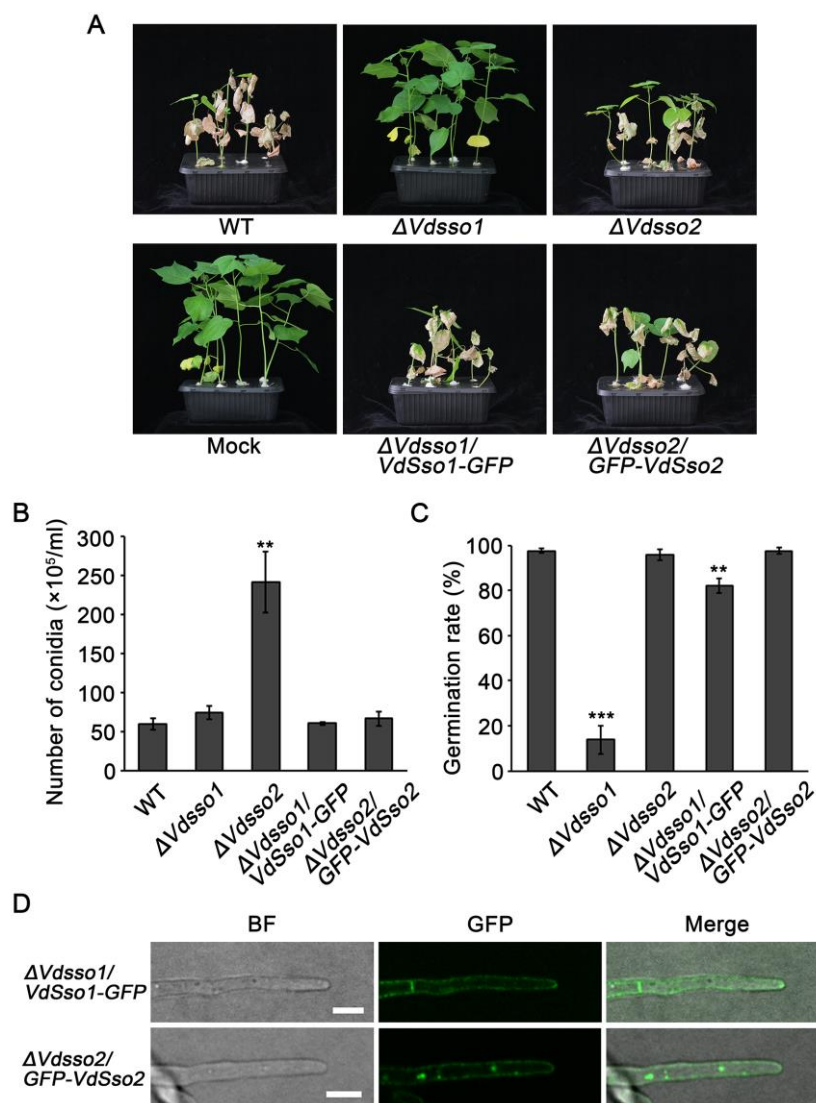 A
WT
ΔVdsso1
ΔVdsso2
Mock
ΔVdsso1/
VdSso1-GFP
ΔVdsso2/
GFP-VdSso2
B
Number of conidia (×10⁵/ml)
300
250
200
150
100
50
0
**
WT
ΔVdsso1
ΔVdsso2
ΔVdsso1/
VdSso1-GFP
ΔVdsso2/
GFP-VdSso2
C
Germination rate (%)
100
80
60
40
20
0
***
**
WT
ΔVdsso1
ΔVdsso2
ΔVdsso1/
VdSso1-GFP
ΔVdsso2/
GFP-VdSso2
D
BF
GFP
Merge
ΔVdsso1/
VdSso1-GFP
ΔVdsso2/
GFP-VdSso2